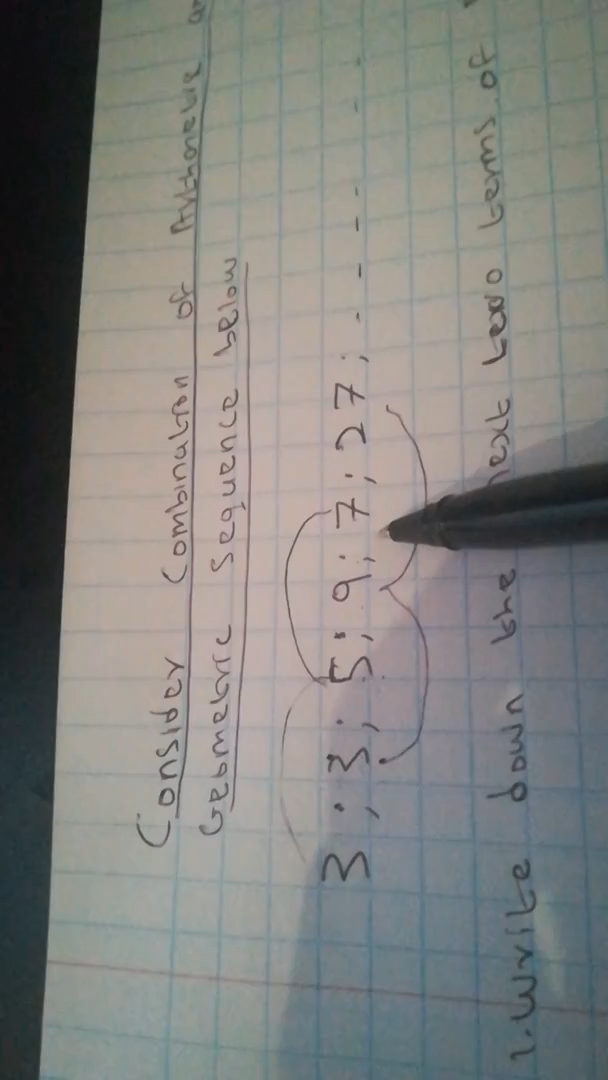 Consider Combination of Arithmetic a
Geometric Sequence below
3 ; 3 ; 5 ; 9 ; 7 ; 27 ; - - - - - -
1. Write down the next two terms of